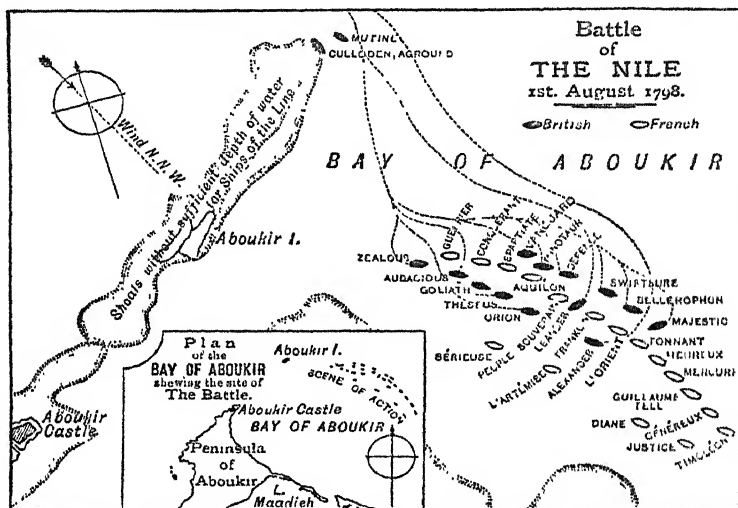 Battle
of
THE NILE
1st. August 1798.
British French
MUTINE
CULLODEN, AGROUND
Wind N.N.W.
Shoals without sufficient depth of water
for Ships of the Line
BAY OF ABOUKIR
Aboukir I.
Aboukir
Castle
ZEALOUS
GUERRIER
CONQUERANT
SPARTIATE
VANGUARD
MINOTAUR
DEFENCE
AUDACIOUS
GOLIATH
THESEUS
ORION
AQUILON
SWIFTSURE
BELLEROPHON
MAJESTIC
SÉRIEUSE
PEUPLE SOUVERAIN
LEANDER
FRANKL.
L'ARTÉMISE
ALEXANDER
L'ORIENT
TONNANT
HEUREUX
MERCURE
GUILLAUME
TELL
DIANE
GÉNÉREUX
JUSTICE
TIMOLÉON
Plan
of the
BAY OF ABOUKIR
shewing the site of
The Battle.
Aboukir I.
SCENE OF ACTION
Aboukir Castle
BAY OF ABOUKIR
Peninsula
of
Aboukir
L.
Maadieh